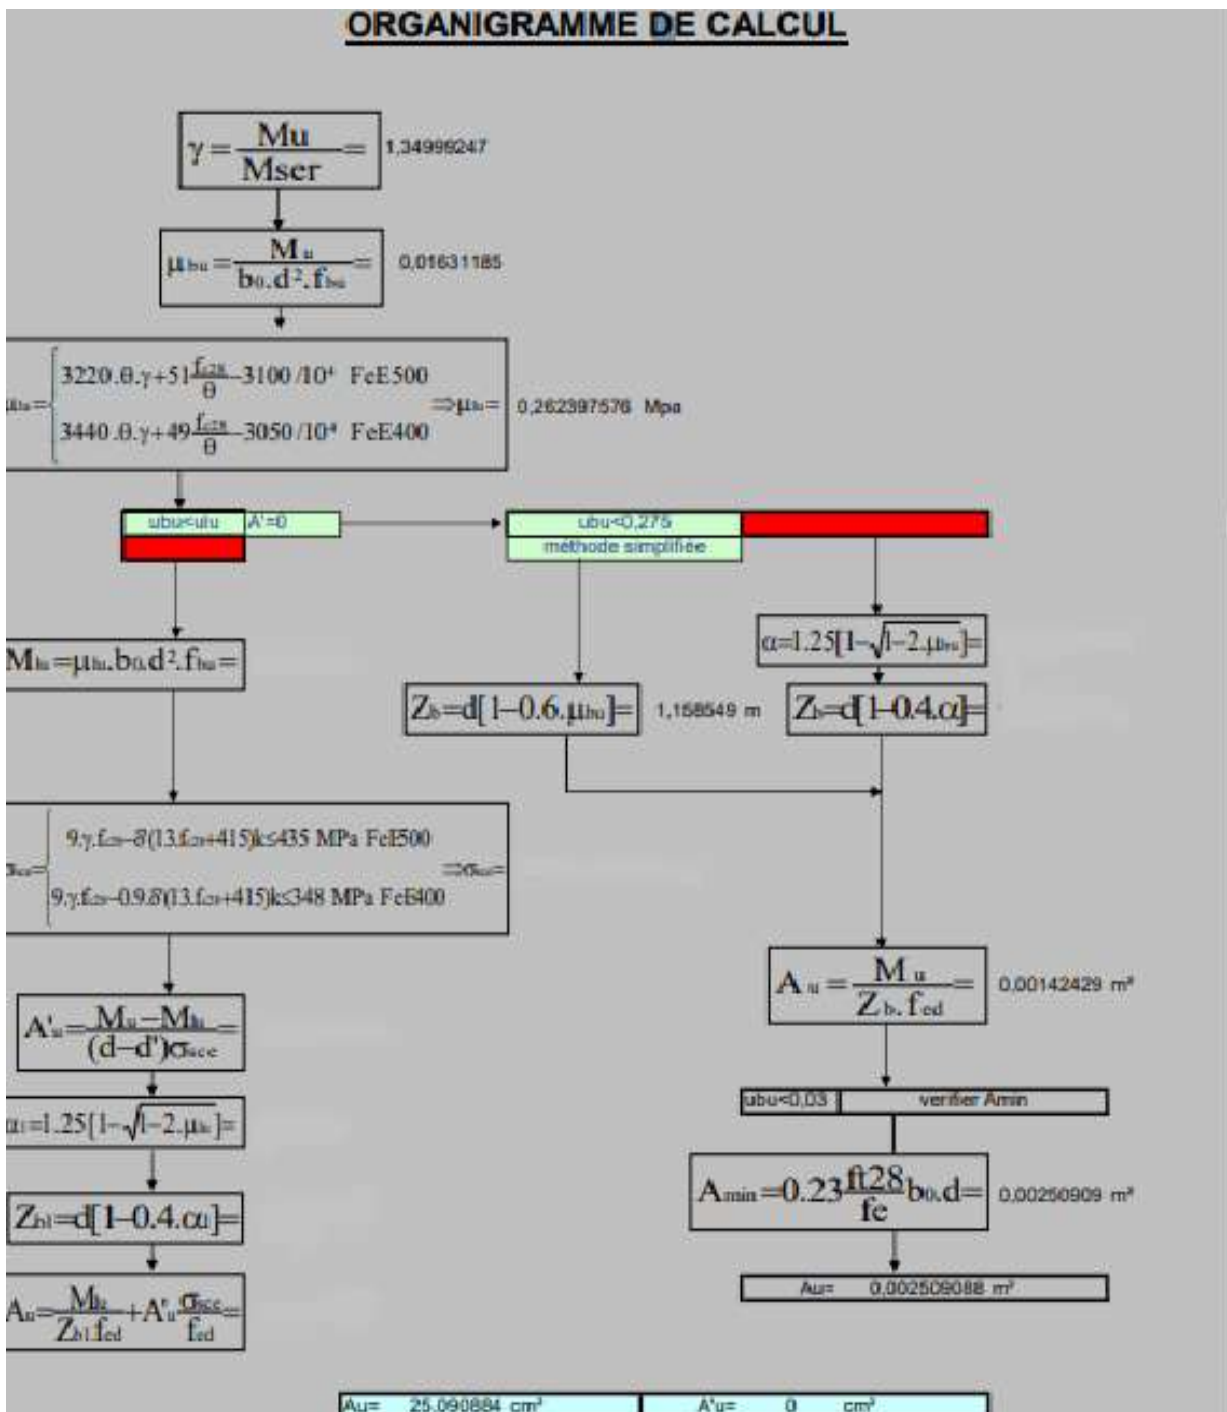 ORGANIGRAMME DE CALCUL
γ = Mu / Mser = 1,34999247
μbu = Mu / b0.d².fbu = 0,01631185
3220.θ.γ+51 fc28/θ −3100 /10⁴ FeE500
μlu= ⇒μlu= 0,262397576 Mpa
3440.θ.γ+49 fc28/θ −3050 /10⁴ FeE400
ubu<ulu A'=0 ubu<0,275
méthode simplifiée
α=1.25[1−√1−2.μbu]=
Mlu=μlu.b0.d².fbu=
Zb=d[1−0.6.μbu]= 1,158549 m Zb=d[1−0.4.α]=
9.γ.fc28−δ'(13.fc28+415)k≤435 MPa FeE500
σsce= ⇒σsce=
9.γ.fc28−0.9.δ'(13.fc28+415)k≤348 MPa FeE400
Au = Mu / Zb.fed = 0,00142429 m²
A'u = Mu−Mlu / (d−d')σsce =
ubu<0,03 verifier Amin
α1=1.25[1−√1−2.μlu]=
Amin=0.23 ft28/fe b0.d= 0,00250909 m²
Zb1=d[1−0.4.α1]=
Au= 0,002509088 m²
Au= Mlu / Zb1.fed +A'u σsce / fed =
Au= 25,090884 cm² A'u= 0 cm²